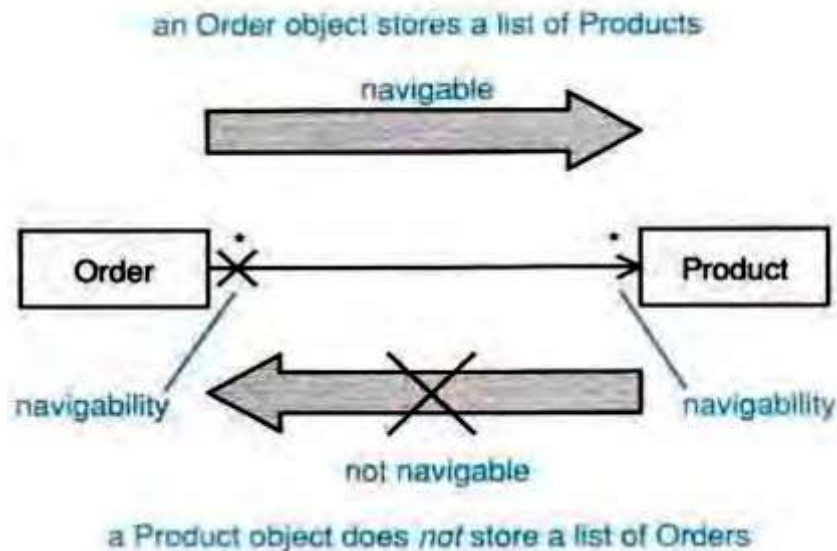 an Order object stores a list of Products
navigable
* *
Order Product
navigability navigability
not navigable
a Product object does not store a list of Orders